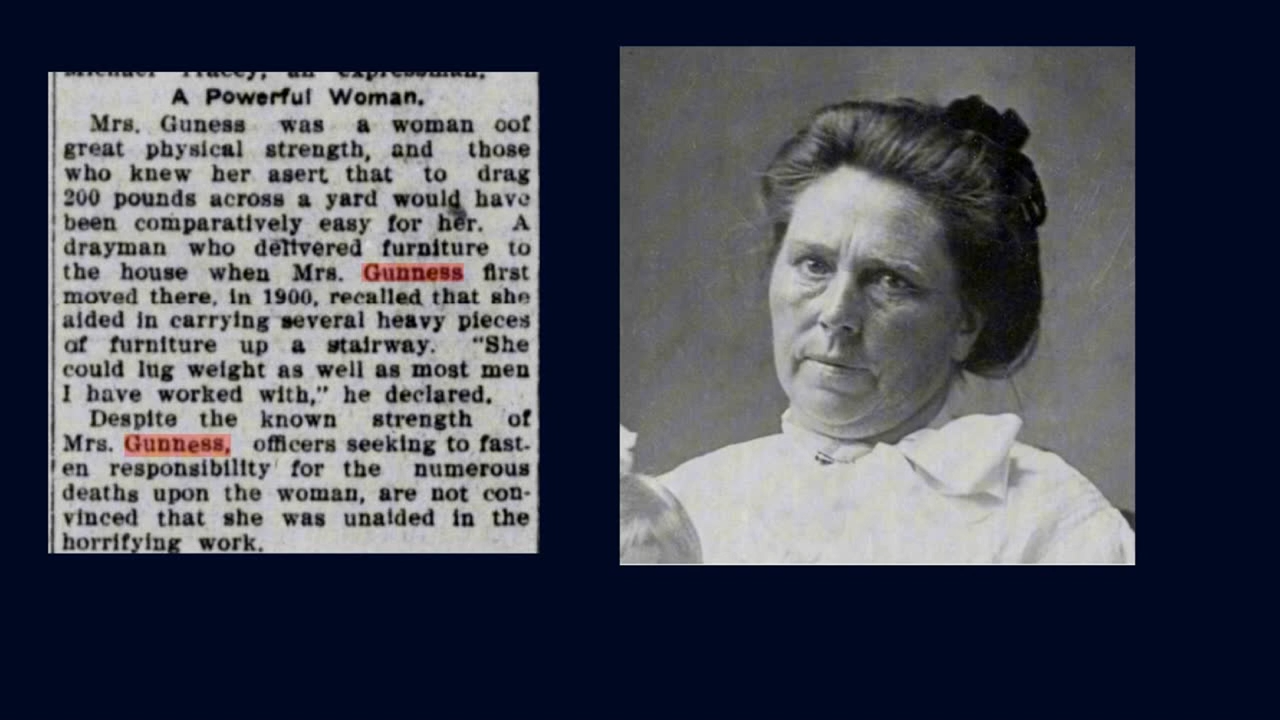 Michael Tracey, an expressman.
A Powerful Woman.
Mrs. Guness was a woman oof
great physical strength, and those
who knew her asert that to drag
200 pounds across a yard would have
been comparatively easy for her. A
drayman who delivered furniture to
the house when Mrs. Gunness first
moved there, in 1900, recalled that she
aided in carrying several heavy pieces
of furniture up a stairway. "She
could lug weight as well as most men
I have worked with," he declared.
Despite the known strength of
Mrs. Gunness, officers seeking to fast-
en responsibility for the numerous
deaths upon the woman, are not con-
vinced that she was unaided in the
horrifying work.